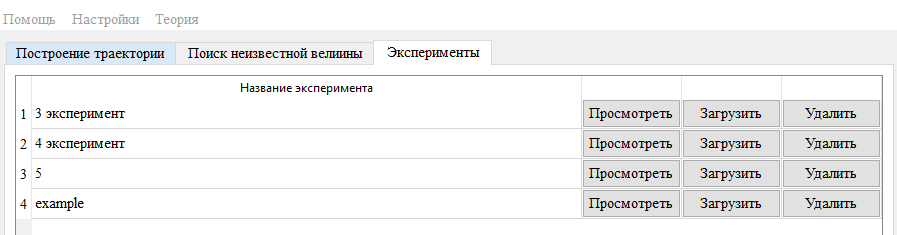 Помощь Настройки Теория
Построение траектории Поиск неизвестной велиины Эксперименты
Название эксперимента
1 3 эксперимент Просмотреть Загрузить Удалить
2 4 эксперимент Просмотреть Загрузить Удалить
3 5 Просмотреть Загрузить Удалить
4 example Просмотреть Загрузить Удалить